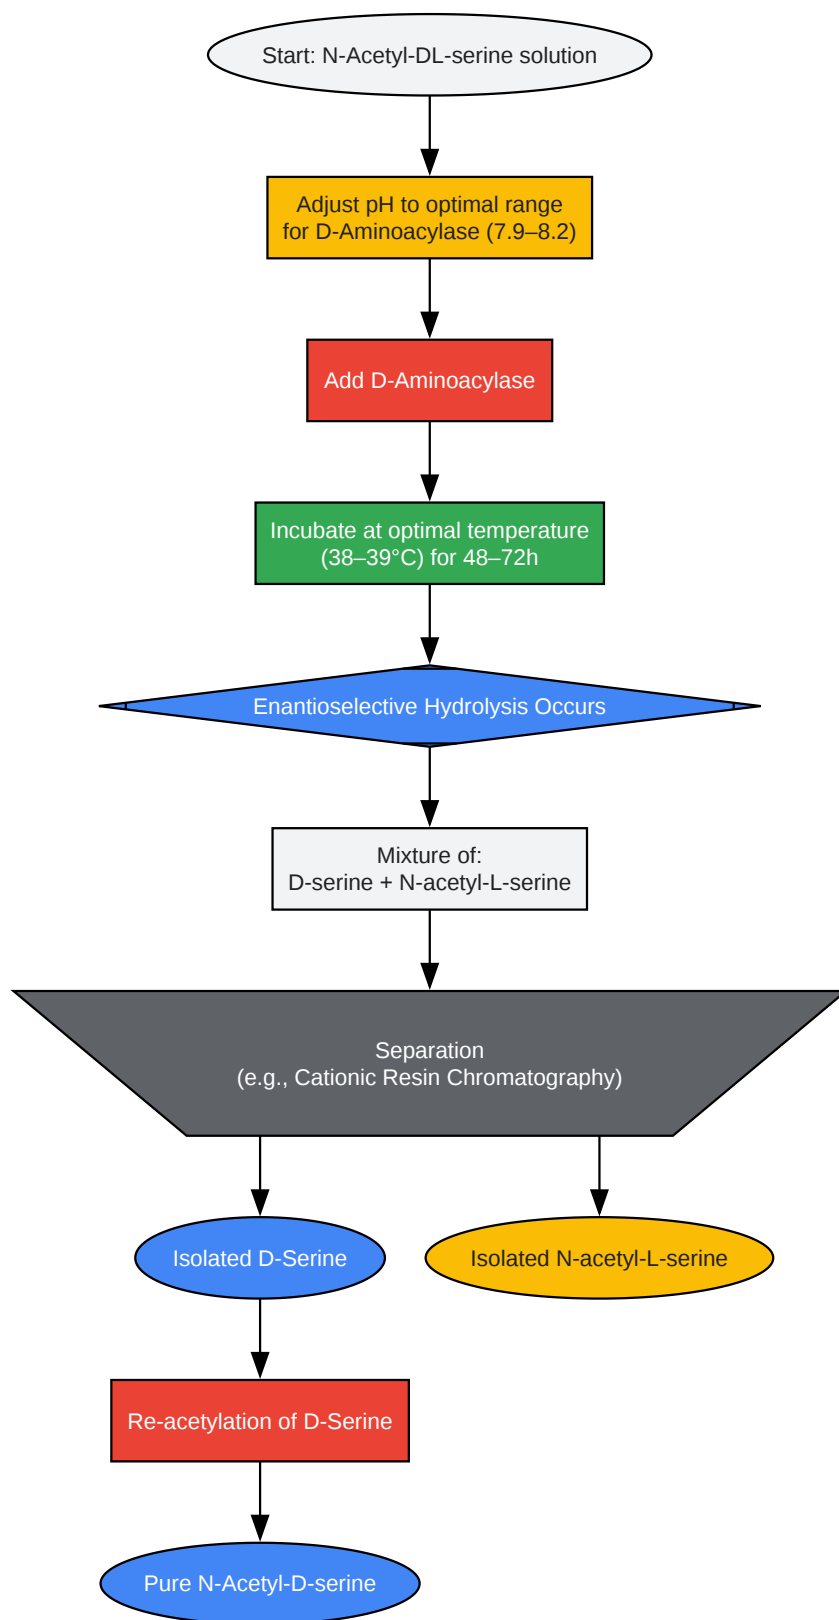 Start: N-Acetyl-DL-serine solution
Adjust pH to optimal range
for D-Aminoacylase (7.9–8.2)
Add D-Aminoacylase
Incubate at optimal temperature
(38–39°C) for 48–72h
Enantioselective Hydrolysis Occurs
Mixture of:
D-serine + N-acetyl-L-serine
Separation
(e.g., Cationic Resin Chromatography)
Isolated D-Serine
Isolated N-acetyl-L-serine
Re-acetylation of D-Serine
Pure N-Acetyl-D-serine